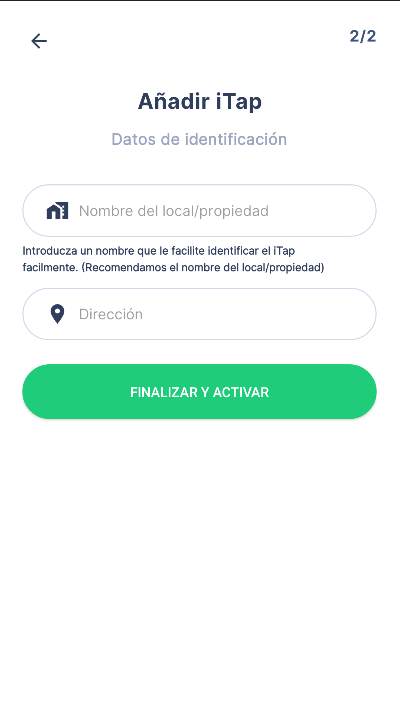 2/2
Añadir iTap
Datos de identificación
Nombre del local/propiedad
Introduzca un nombre que le facilite identificar el iTap
facilmente. (Recomendamos el nombre del local/propiedad)
Dirección
FINALIZAR Y ACTIVAR